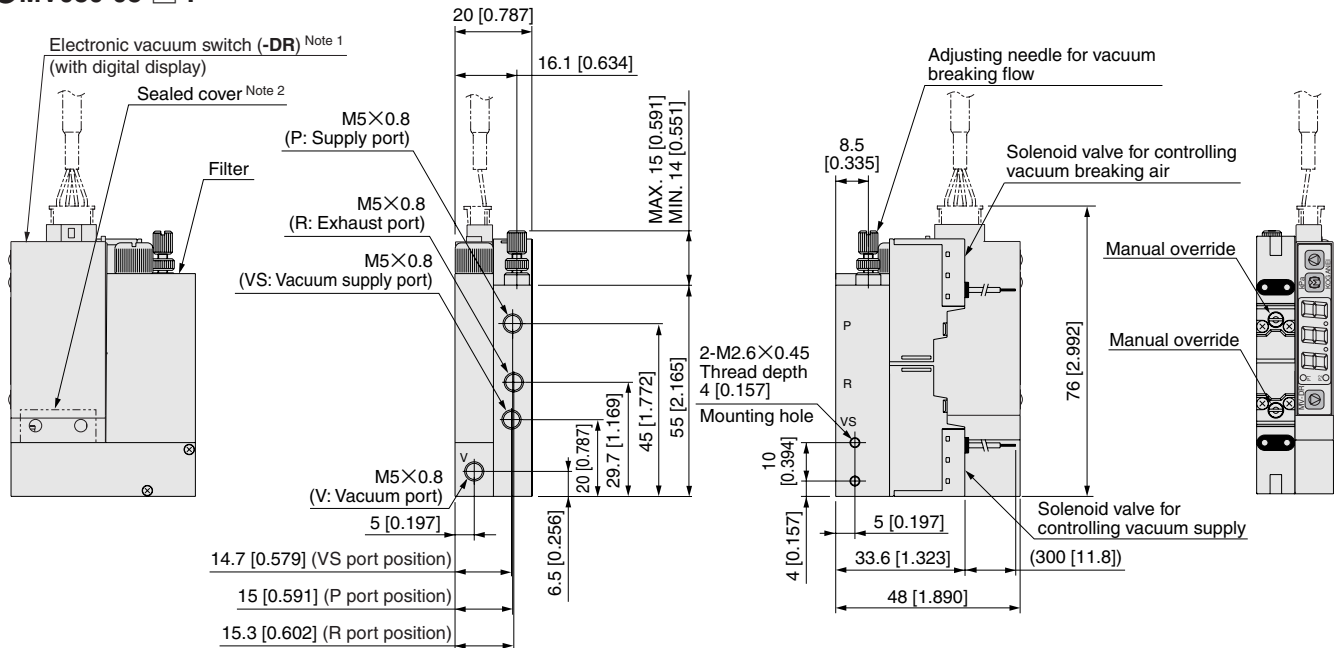 Electronic vacuum switch (-DR) Note 1
(with digital display)
Sealed cover Note 2
Filter
20 [0.787]
16.1 [0.634]
M5×0.8
(P: Supply port)
M5×0.8
(R: Exhaust port)
M5×0.8
(VS: Vacuum supply port)
MAX. 15 [0.591]
MIN. 14 [0.551]
V
M5×0.8
(V: Vacuum port)
20 [0.787]
29.7 [1.169]
45 [1.772]
55 [2.165]
5 [0.197]
6.5 [0.256]
14.7 [0.579] (VS port position)
15 [0.591] (P port position)
15.3 [0.602] (R port position)
Adjusting needle for vacuum
breaking flow
8.5
[0.335]
Solenoid valve for controlling
vacuum breaking air
P
R
VS
2-M2.6×0.45
Thread depth
4 [0.157]
Mounting hole
10
[0.394]
4 [0.157]
5 [0.197]
33.6 [1.323]
(300 [11.8])
48 [1.890]
76 [2.992]
Solenoid valve for
controlling vacuum supply
Manual override
Manual override